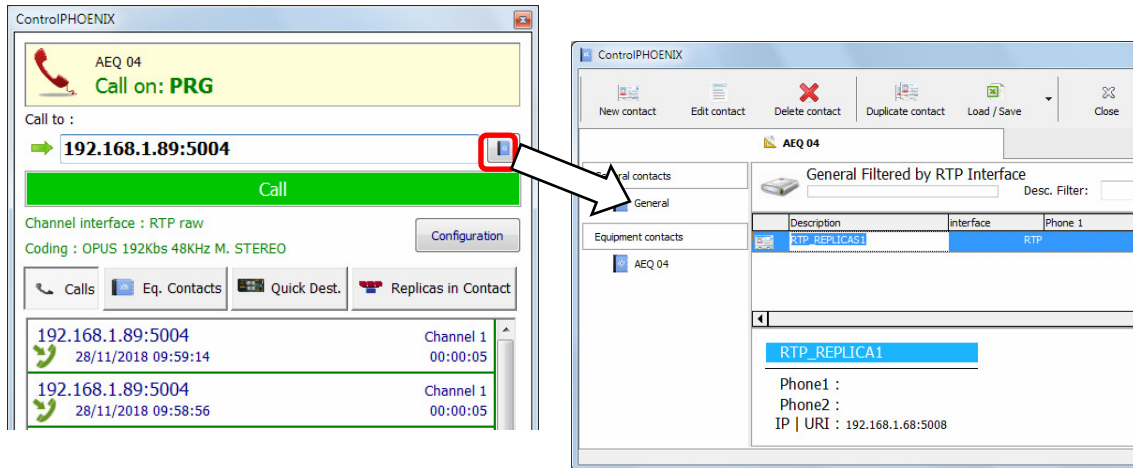 ControlPHOENIX
AEQ 04
Call on: PRG
Call to :
192.168.1.89:5004
Call
Channel interface : RTP raw
Coding : OPUS 192Kbs 48KHz M. STEREO
Configuration
Calls
Eq. Contacts
Quick Dest.
Replicas in Contact
192.168.1.89:5004
Channel 1
28/11/2018 09:59:14
00:00:05
192.168.1.89:5004
Channel 1
28/11/2018 09:58:56
00:00:05
ControlPHOENIX
New contact
Edit contact
Delete contact
Duplicate contact
Load / Save
Close
AEQ 04
contacts
General
Equipment contacts
AEQ 04
General Filtered by RTP Interface
Desc. Filter:
Description
interface
Phone 1
RTP_REPLICAS1
RTP
RTP_REPLICA1
Phone1 :
Phone2 :
IP | URI : 192.168.1.68:5008